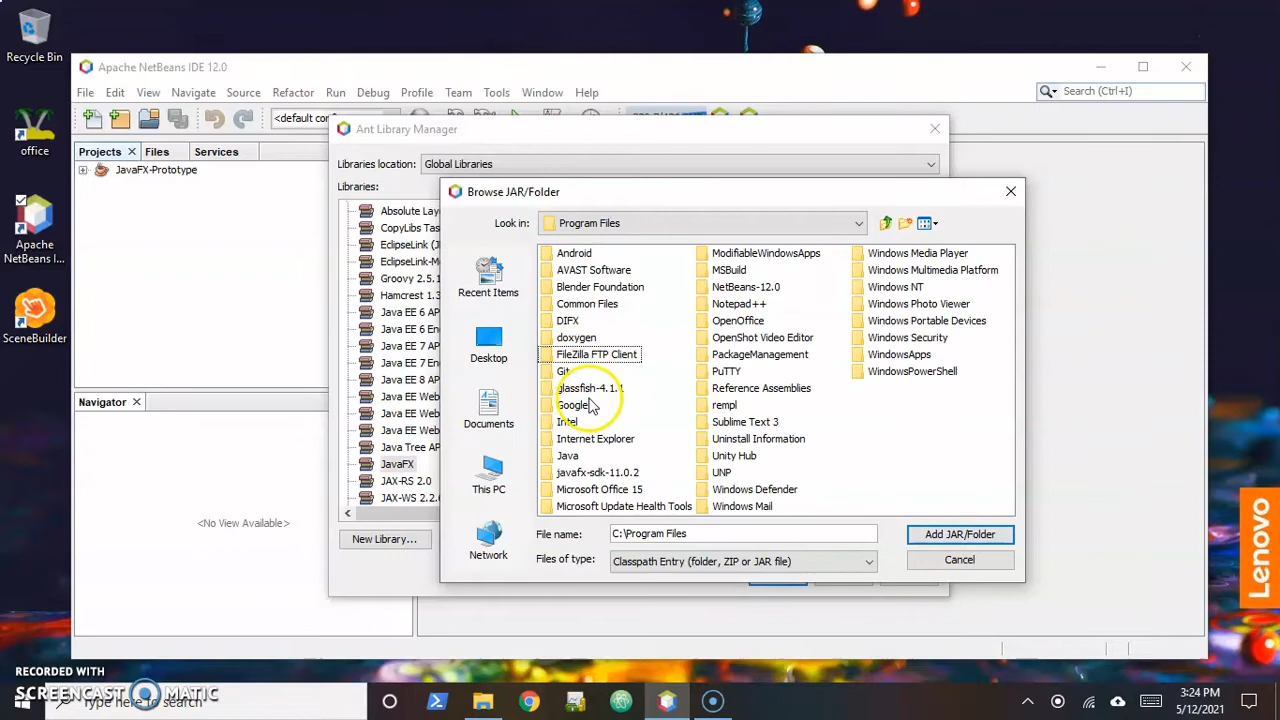 Recycle Bin
office
Apache
NetBeans I...
SceneBuilder
Apache NetBeans IDE 12.0
File Edit View Navigate Source Refactor Run Debug Profile Team Tools Window Help
Search (Ctrl+I)
<default con
Projects Files Services
JavaFX-Prototype
Navigator
<No View Available>
Ant Library Manager
Libraries location: Global Libraries
Libraries:
Absolute Lay
CopyLibs Tas
EclipseLink (J
EclipseLink-M
Groovy 2.5.1
Hamcrest 1.3
Java EE 6 AP
Java EE 6 En
Java EE 7 AP
Java EE 7 En
Java EE 8 AP
Java EE Web
Java EE Web
Java EE Web
Java Tree AP
JavaFX
JAX-RS 2.0
JAX-WS 2.2.6
New Library...
Browse JAR/Folder
Look in: Program Files
Recent Items
Desktop
Documents
This PC
Network
Android
AVAST Software
Blender Foundation
Common Files
DIFX
doxygen
FileZilla FTP Client
Git
glassfish-4.1.1
Google
Intel
Internet Explorer
Java
javafx-sdk-11.0.2
Microsoft Office 15
Microsoft Update Health Tools
ModifiableWindowsApps
MSBuild
NetBeans-12.0
Notepad++
OpenOffice
OpenShot Video Editor
PackageManagement
PuTTY
Reference Assemblies
rempl
Sublime Text 3
Uninstall Information
Unity Hub
UNP
Windows Defender
Windows Mail
Windows Media Player
Windows Multimedia Platform
Windows NT
Windows Photo Viewer
Windows Portable Devices
Windows Security
WindowsApps
WindowsPowerShell
File name: C:\Program Files
Add JAR/Folder
Files of type: Classpath Entry (folder, ZIP or JAR file)
Cancel
Lenovo
RECORDED WITH
SCREENCAST MATIC
Type here to search
3:24 PM
5/12/2021